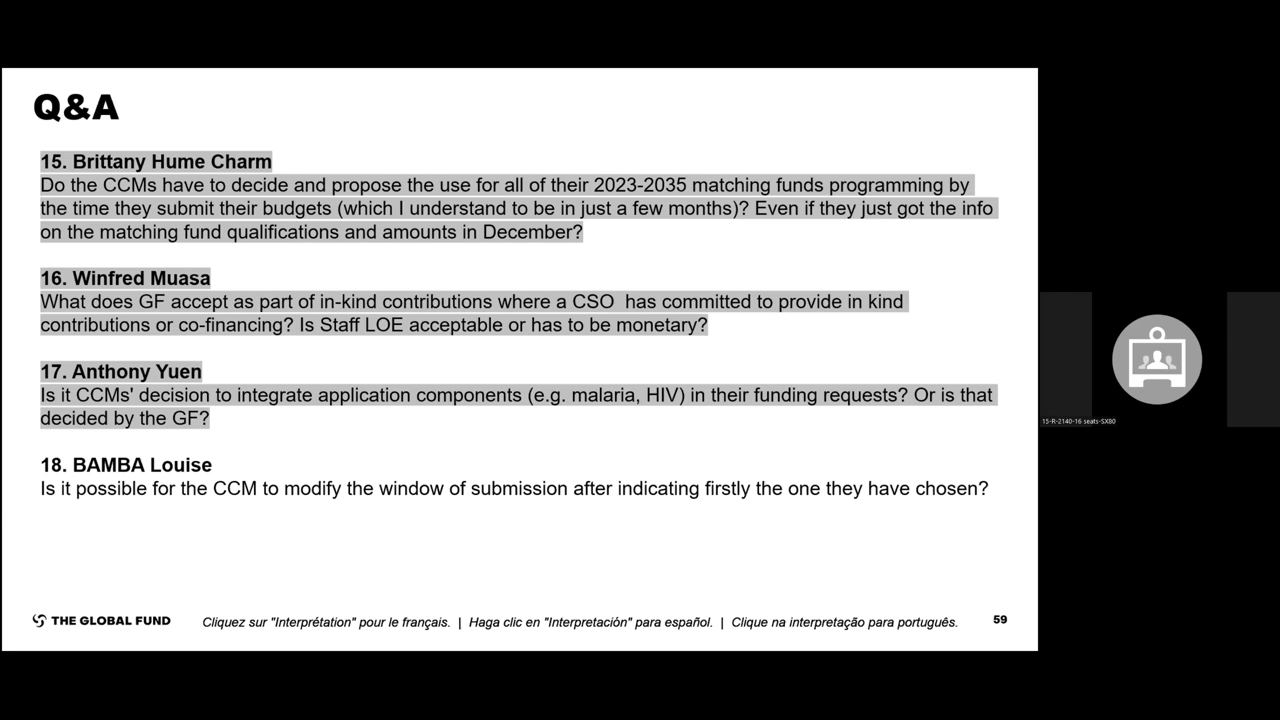 Q&A
15. Brittany Hume Charm
Do the CCMs have to decide and propose the use for all of their 2023-2035 matching funds programming by
the time they submit their budgets (which I understand to be in just a few months)? Even if they just got the info
on the matching fund qualifications and amounts in December?
16. Winfred Muasa
What does GF accept as part of in-kind contributions where a CSO  has committed to provide in kind
contributions or co-financing? Is Staff LOE acceptable or has to be monetary?
17. Anthony Yuen
Is it CCMs' decision to integrate application components (e.g. malaria, HIV) in their funding requests? Or is that
decided by the GF?
18. BAMBA Louise
Is it possible for the CCM to modify the window of submission after indicating firstly the one they have chosen?
THE GLOBAL FUND
Cliquez sur "Interprétation" pour le français.  |  Haga clic en "Interpretación" para español.  |  Clique na interpretação para português.
59
15-R-2140-16 seats-SX80